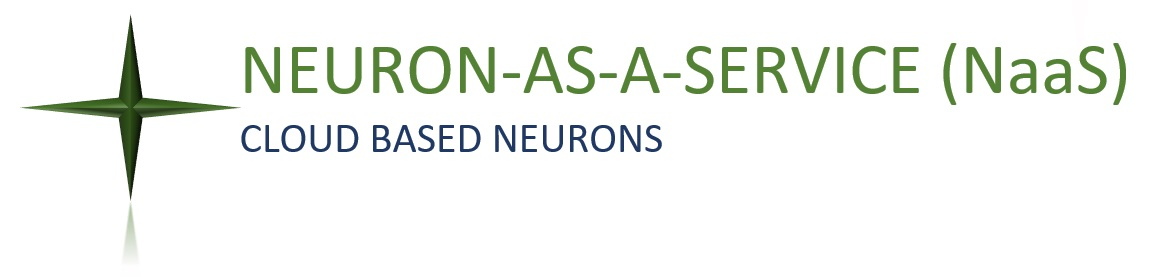 NEURON-AS-A-SERVICE (NaaS)
CLOUD BASED NEURONS